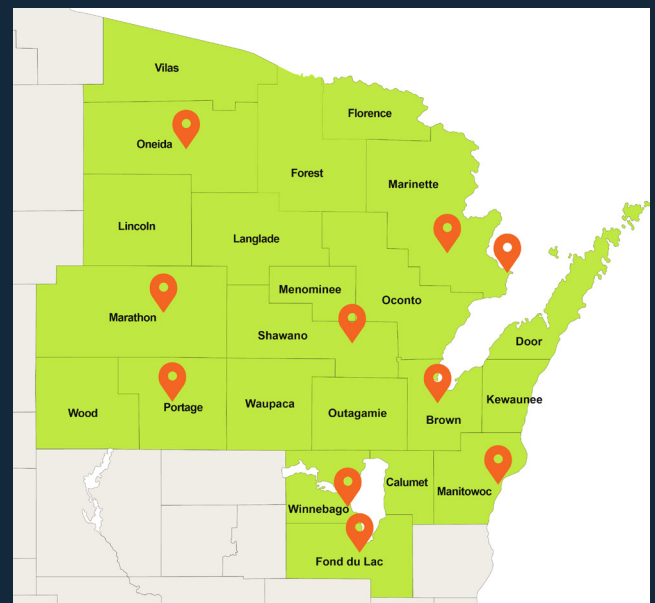 Vilas
Florence
Oneida
Forest
Marinette
Lincoln
Langlade
Menominee
Oconto
Marathon
Shawano
Door
Kewaunee
Waupaca
Portage
Wood
Outagamie
Brown
Calumet
Manitowoc
Winnebago
Fond du Lac